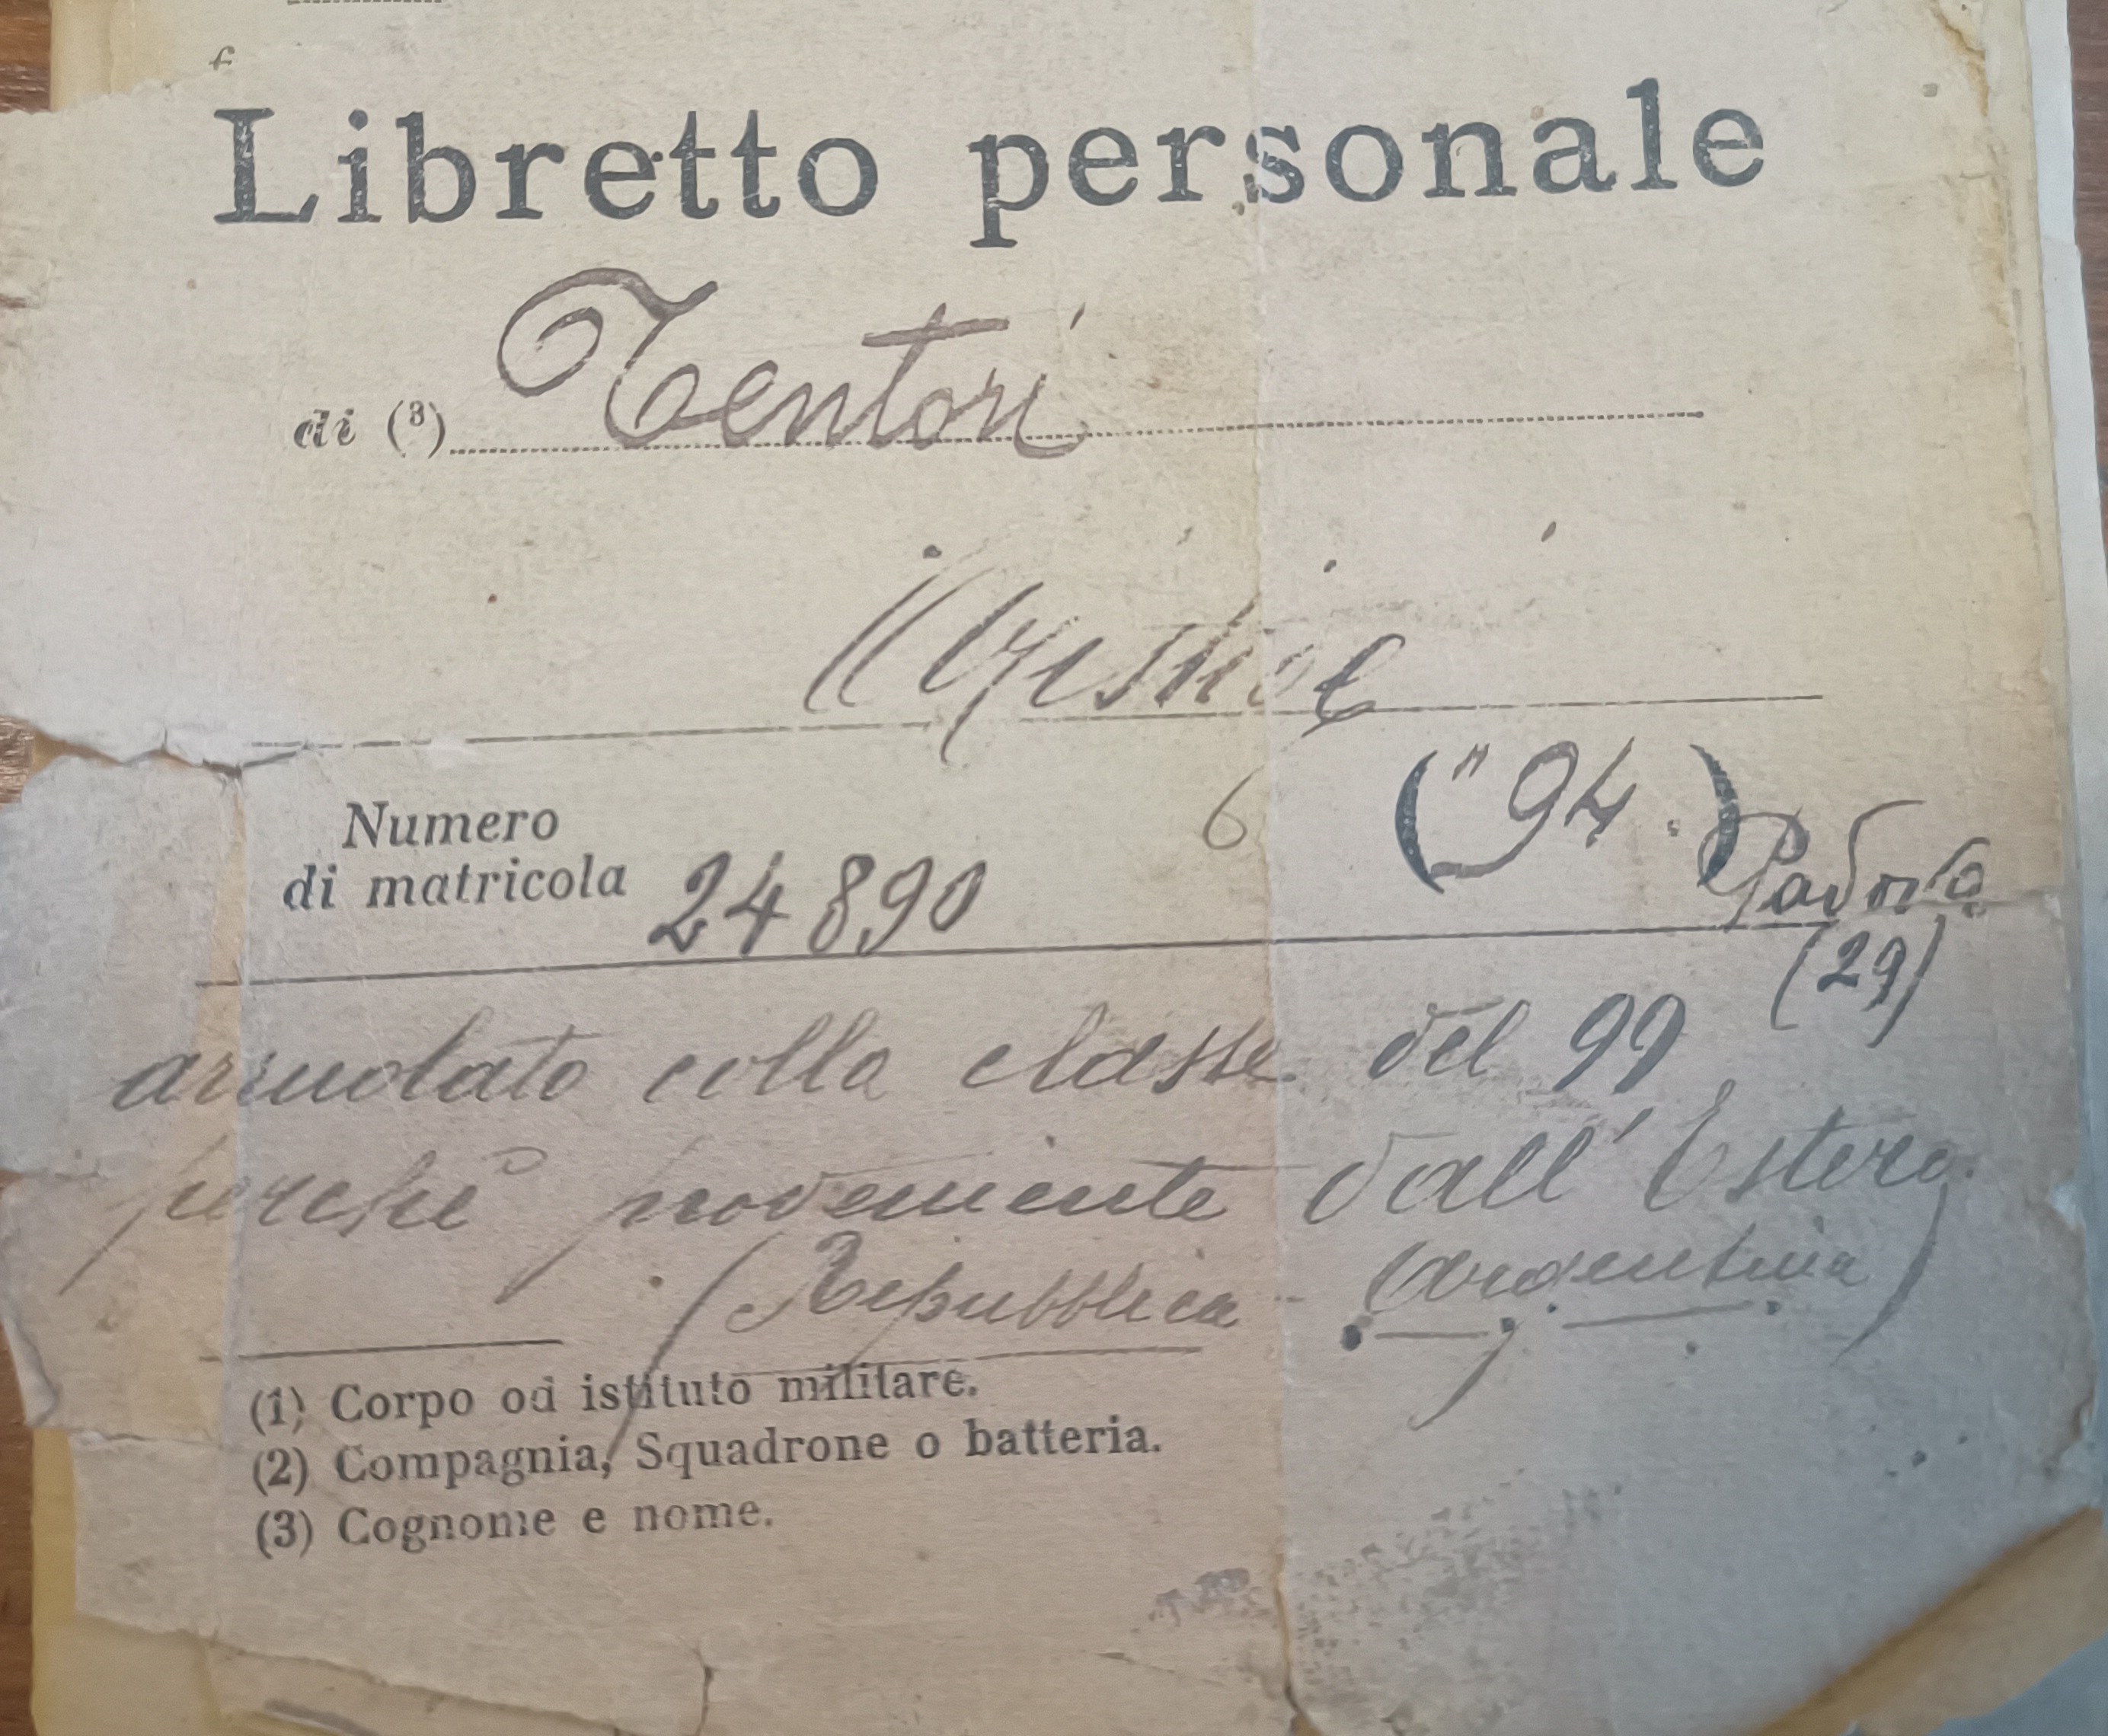 Libretto personale
di (3) Tentori
Aristide
Numero
di matricola 24890 6 (" 94.) Padova
(29)
arruolato colla classe del 99
perchè proveniente dall'Estero.
(Repubblica - Argentina)
(1) Corpo od istituto militare.
(2) Compagnia, Squadrone o batteria.
(3) Cognome e nome.